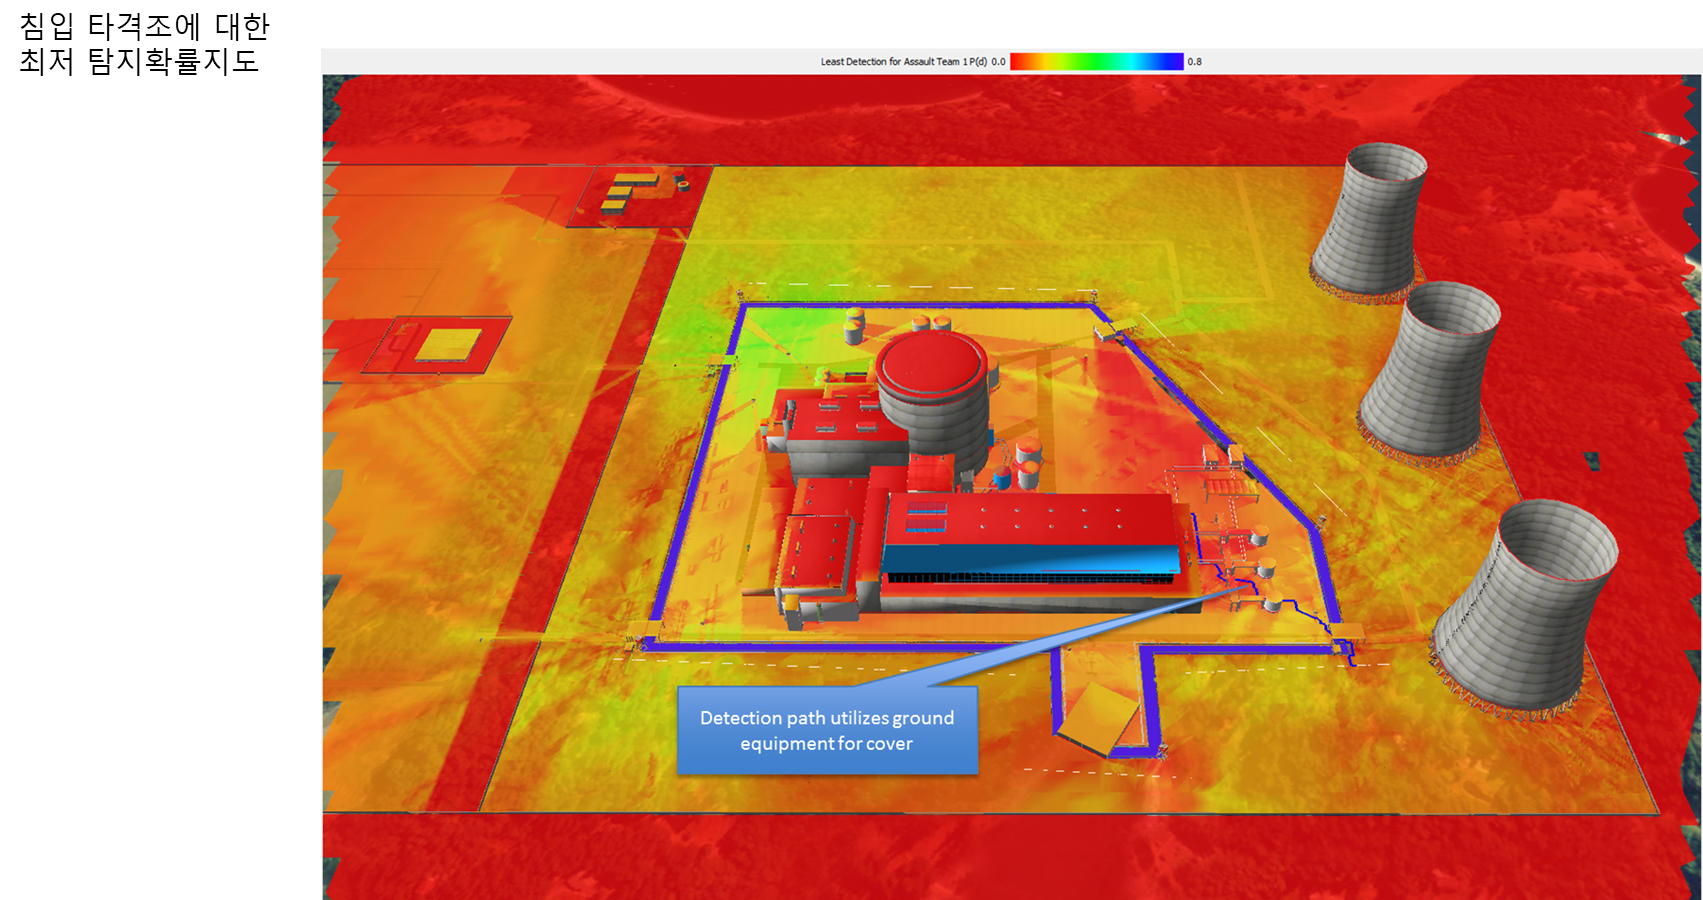 침입 타격조에 대한
최저 탐지확률지도
Least Detection for Assault Team 1 P(d) 0.0 0.8
Detection path utilizes ground
equipment for cover